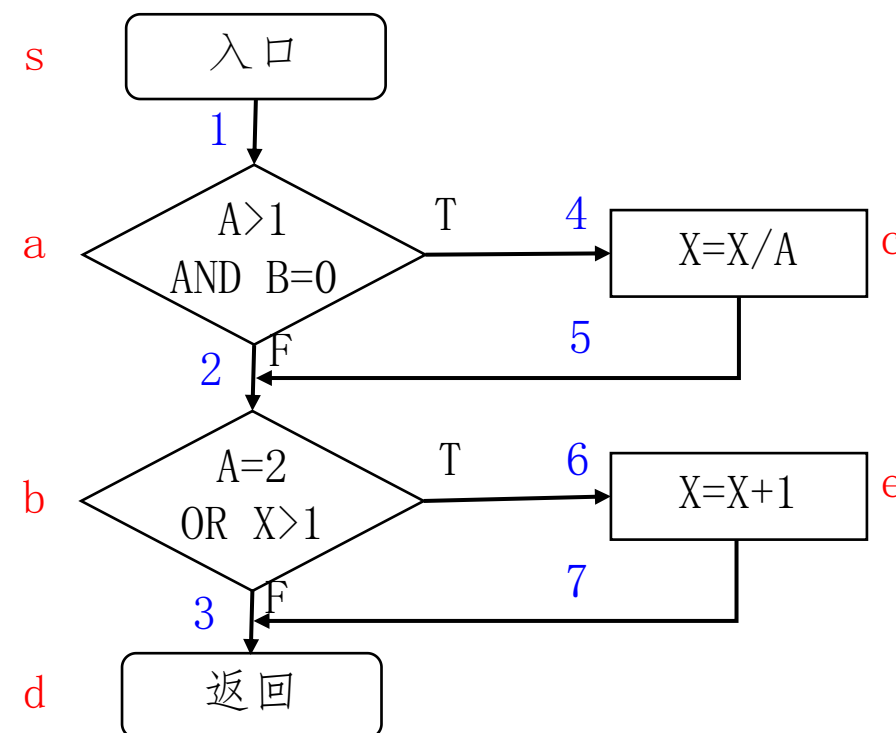 s
入口
1
a
A>1
AND B=0
T
4
X=X/A
c
2
F
5
b
A=2
OR X>1
T
6
X=X+1
e
3
F
7
d
返回